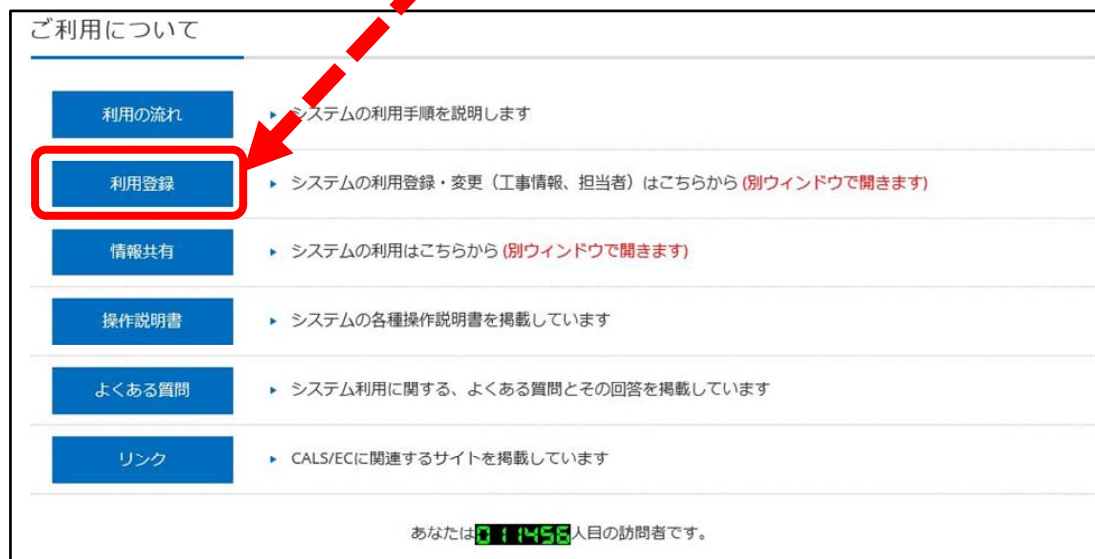 ご利用について
利用の流れ ▸ システムの利用手順を説明します
利用登録 ▸ システムの利用登録・変更（工事情報、担当者）はこちらから (別ウィンドウで開きます)
情報共有 ▸ システムの利用はこちらから (別ウィンドウで開きます)
操作説明書 ▸ システムの各種操作説明書を掲載しています
よくある質問 ▸ システム利用に関する、よくある質問とその回答を掲載しています
リンク ▸ CALS/ECに関連するサイトを掲載しています
あなたは011456人目の訪問者です。